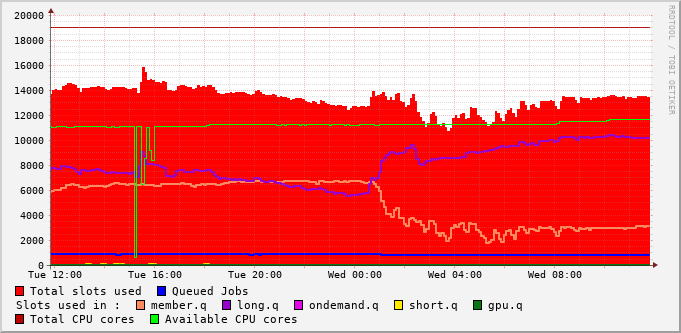 20000
18000
16000
14000
12000
10000
8000
6000
4000
2000
0
Tue 12:00 Tue 16:00 Tue 20:00 Wed 00:00 Wed 04:00 Wed 08:00
RRDTOOL / TOBI OETIKER
Total slots used Queued Jobs
Slots used in : member.q long.q ondemand.q short.q gpu.q
Total CPU cores Available CPU cores